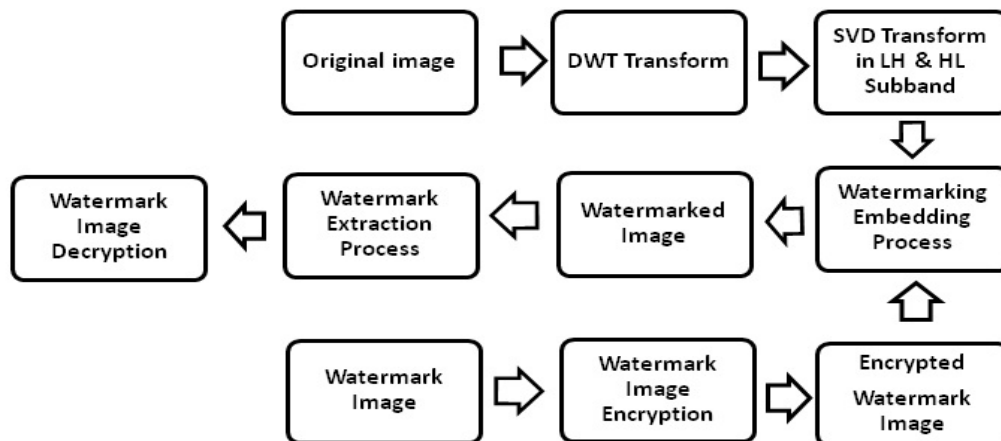 Original image
DWT Transform
SVD Transform
in LH & HL
Subband
Watermark
Image
Decryption
Watermark
Extraction
Process
Watermarked
Image
Watermarking
Embedding
Process
Watermark
Image
Watermark
Image
Encryption
Encrypted
Watermark
Image